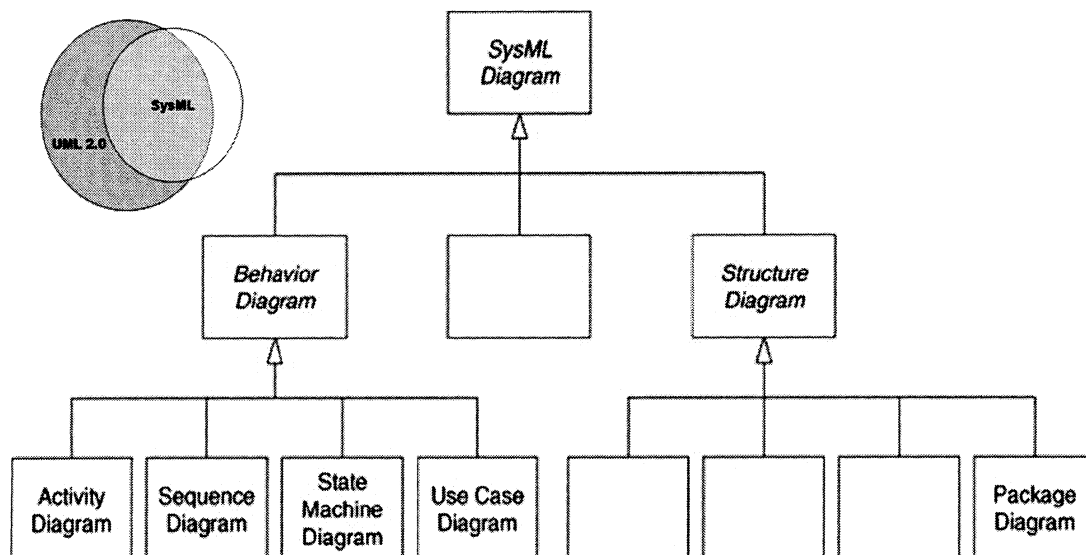 SysML
Diagram
SysML
UML 2.0
Behavior
Diagram
Structure
Diagram
Activity
Diagram
Sequence
Diagram
State
Machine
Diagram
Use Case
Diagram
Package
Diagram